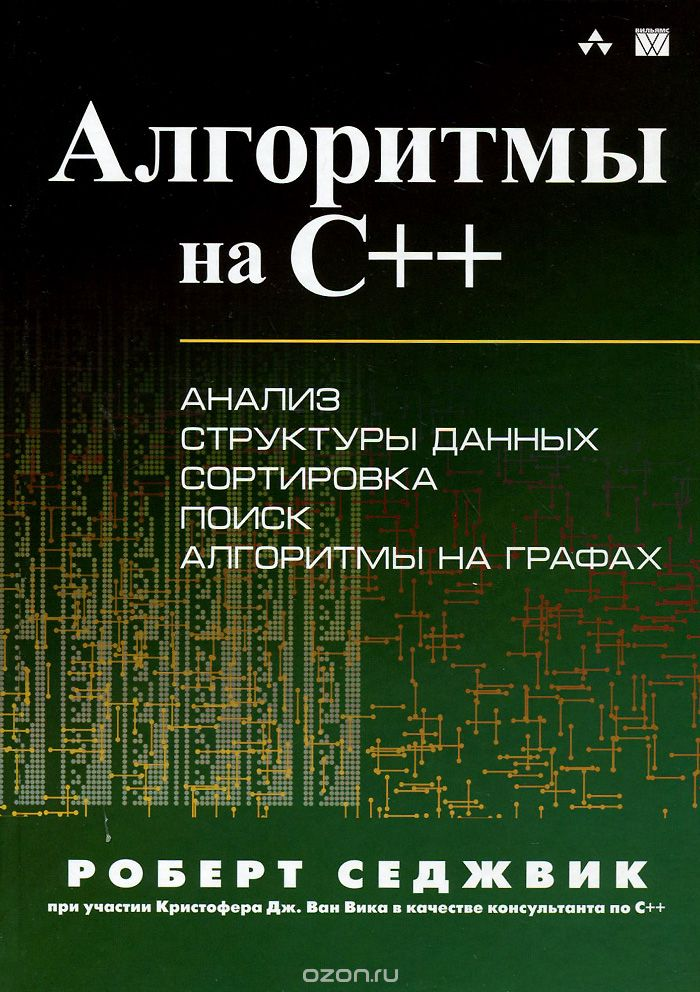 ВИЛЬЯМС
Алгоритмы
на C++
АНАЛИЗ
СТРУКТУРЫ ДАННЫХ
СОРТИРОВКА
ПОИСК
АЛГОРИТМЫ НА ГРАФАХ
РОБЕРТ СЕДЖВИК
при участии Кристофера Дж. Ван Вика в качестве консультанта по C++
ozon.ru